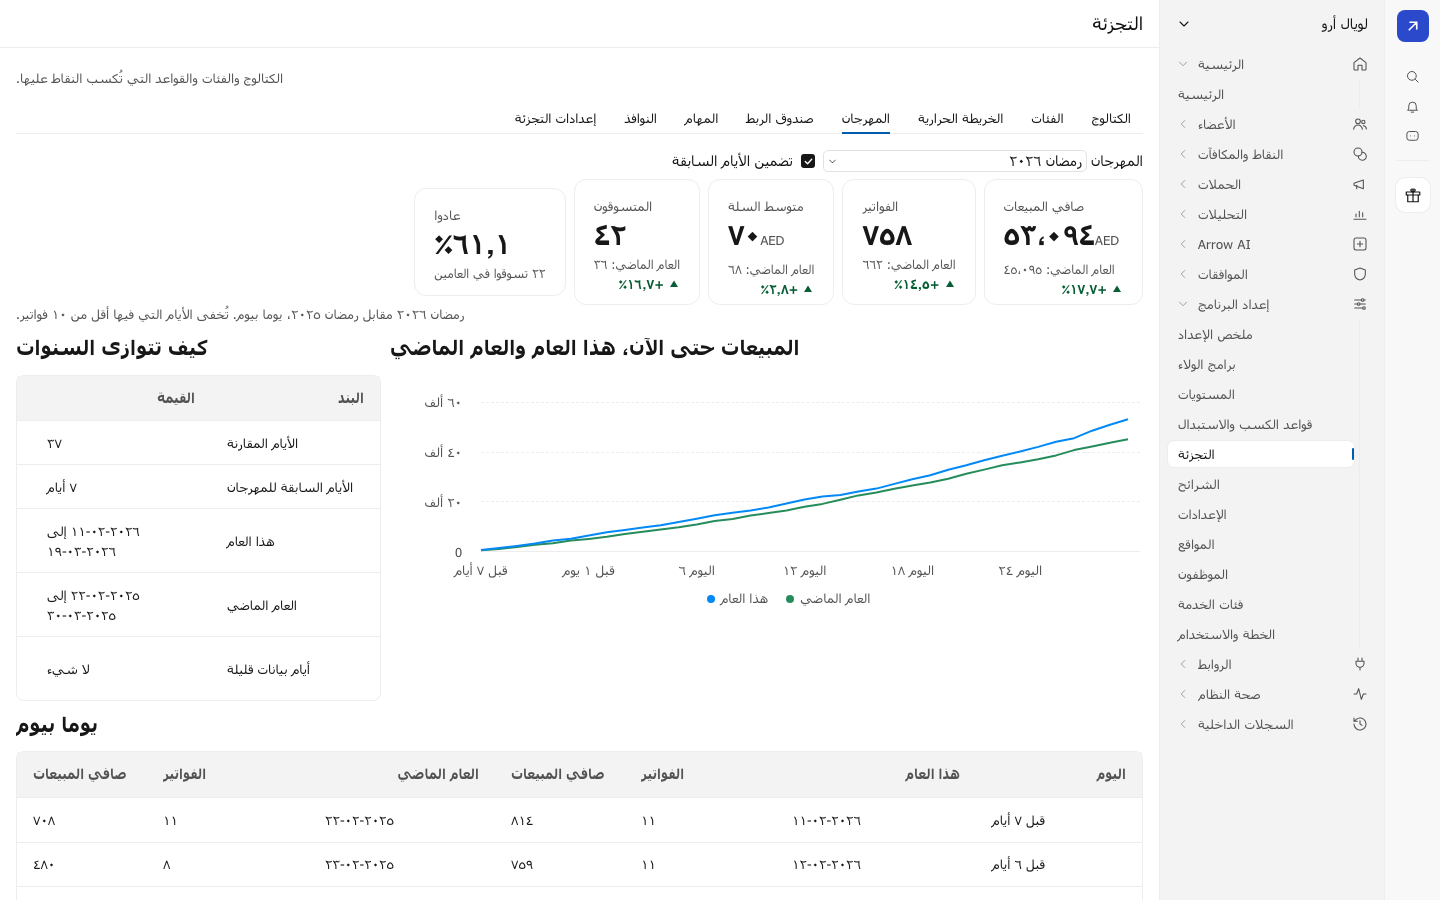 لويال أرو
الرئيسية
الرئيسية
الأعضاء
النقاط والمكافآت
الحملات
التحليلات
Arrow AI
الموافقات
إعداد البرنامج
ملخص الإعداد
برامج الولاء
المستويات
قواعد الكسب والاستبدال
التجزئة
الشرائح
الإعدادات
المواقع
الموظفون
فئات الخدمة
الخطة والاستخدام
الروابط
صحة النظام
السجلات الداخلية
التجزئة
الكتالوج والفئات والقواعد التي تُكسب النقاط عليها.
الكتالوج الفئات الخريطة الحرارية المهرجان صندوق الربط المهام النوافذ إعدادات التجزئة
المهرجان رمضان ٢٠٢٦ تضمين الأيام السابقة
صافي المبيعات
AED ٥٣،٠٩٤
العام الماضي: ٤٥،٠٩٥
+١٧,٧٪
الفواتير
٧٥٨
العام الماضي: ٦٦٢
+١٤,٥٪
متوسط السلة
AED ٧٠
العام الماضي: ٦٨
+٢,٨٪
المتسوقون
٤٢
العام الماضي: ٣٦
+١٦,٧٪
عادوا
٦١,١٪
٢٢ تسوقوا في العامين
رمضان ٢٠٢٦ مقابل رمضان ٢٠٢٥، يوما بيوم. تُخفى الأيام التي فيها أقل من ١٠ فواتير.
المبيعات حتى الآن، هذا العام والعام الماضي
٦٠ ألف
٤٠ ألف
٢٠ ألف
0
قبل ٧ أيام قبل ١ يوم اليوم ٦ اليوم ١٢ اليوم ١٨ اليوم ٢٤
العام الماضي هذا العام
كيف تتوازى السنوات
البند القيمة
الأيام المقارنة ٣٧
الأيام السابقة للمهرجان ٧ أيام
هذا العام ٢٠٢٦-٠٢-١١ إلى
٢٠٢٦-٠٣-١٩
العام الماضي ٢٠٢٥-٠٢-٢٢ إلى
٢٠٢٥-٠٣-٣٠
أيام بيانات قليلة لا شيء
يوما بيوم
اليوم هذا العام الفواتير صافي المبيعات العام الماضي الفواتير صافي المبيعات
قبل ٧ أيام ٢٠٢٦-٠٢-١١ ١١ ٨١٤ ٢٠٢٥-٠٢-٢٢ ١١ ٧٠٨
قبل ٦ أيام ٢٠٢٦-٠٢-١٢ ١١ ٧٥٩ ٢٠٢٥-٠٢-٢٣ ٨ ٤٨٠